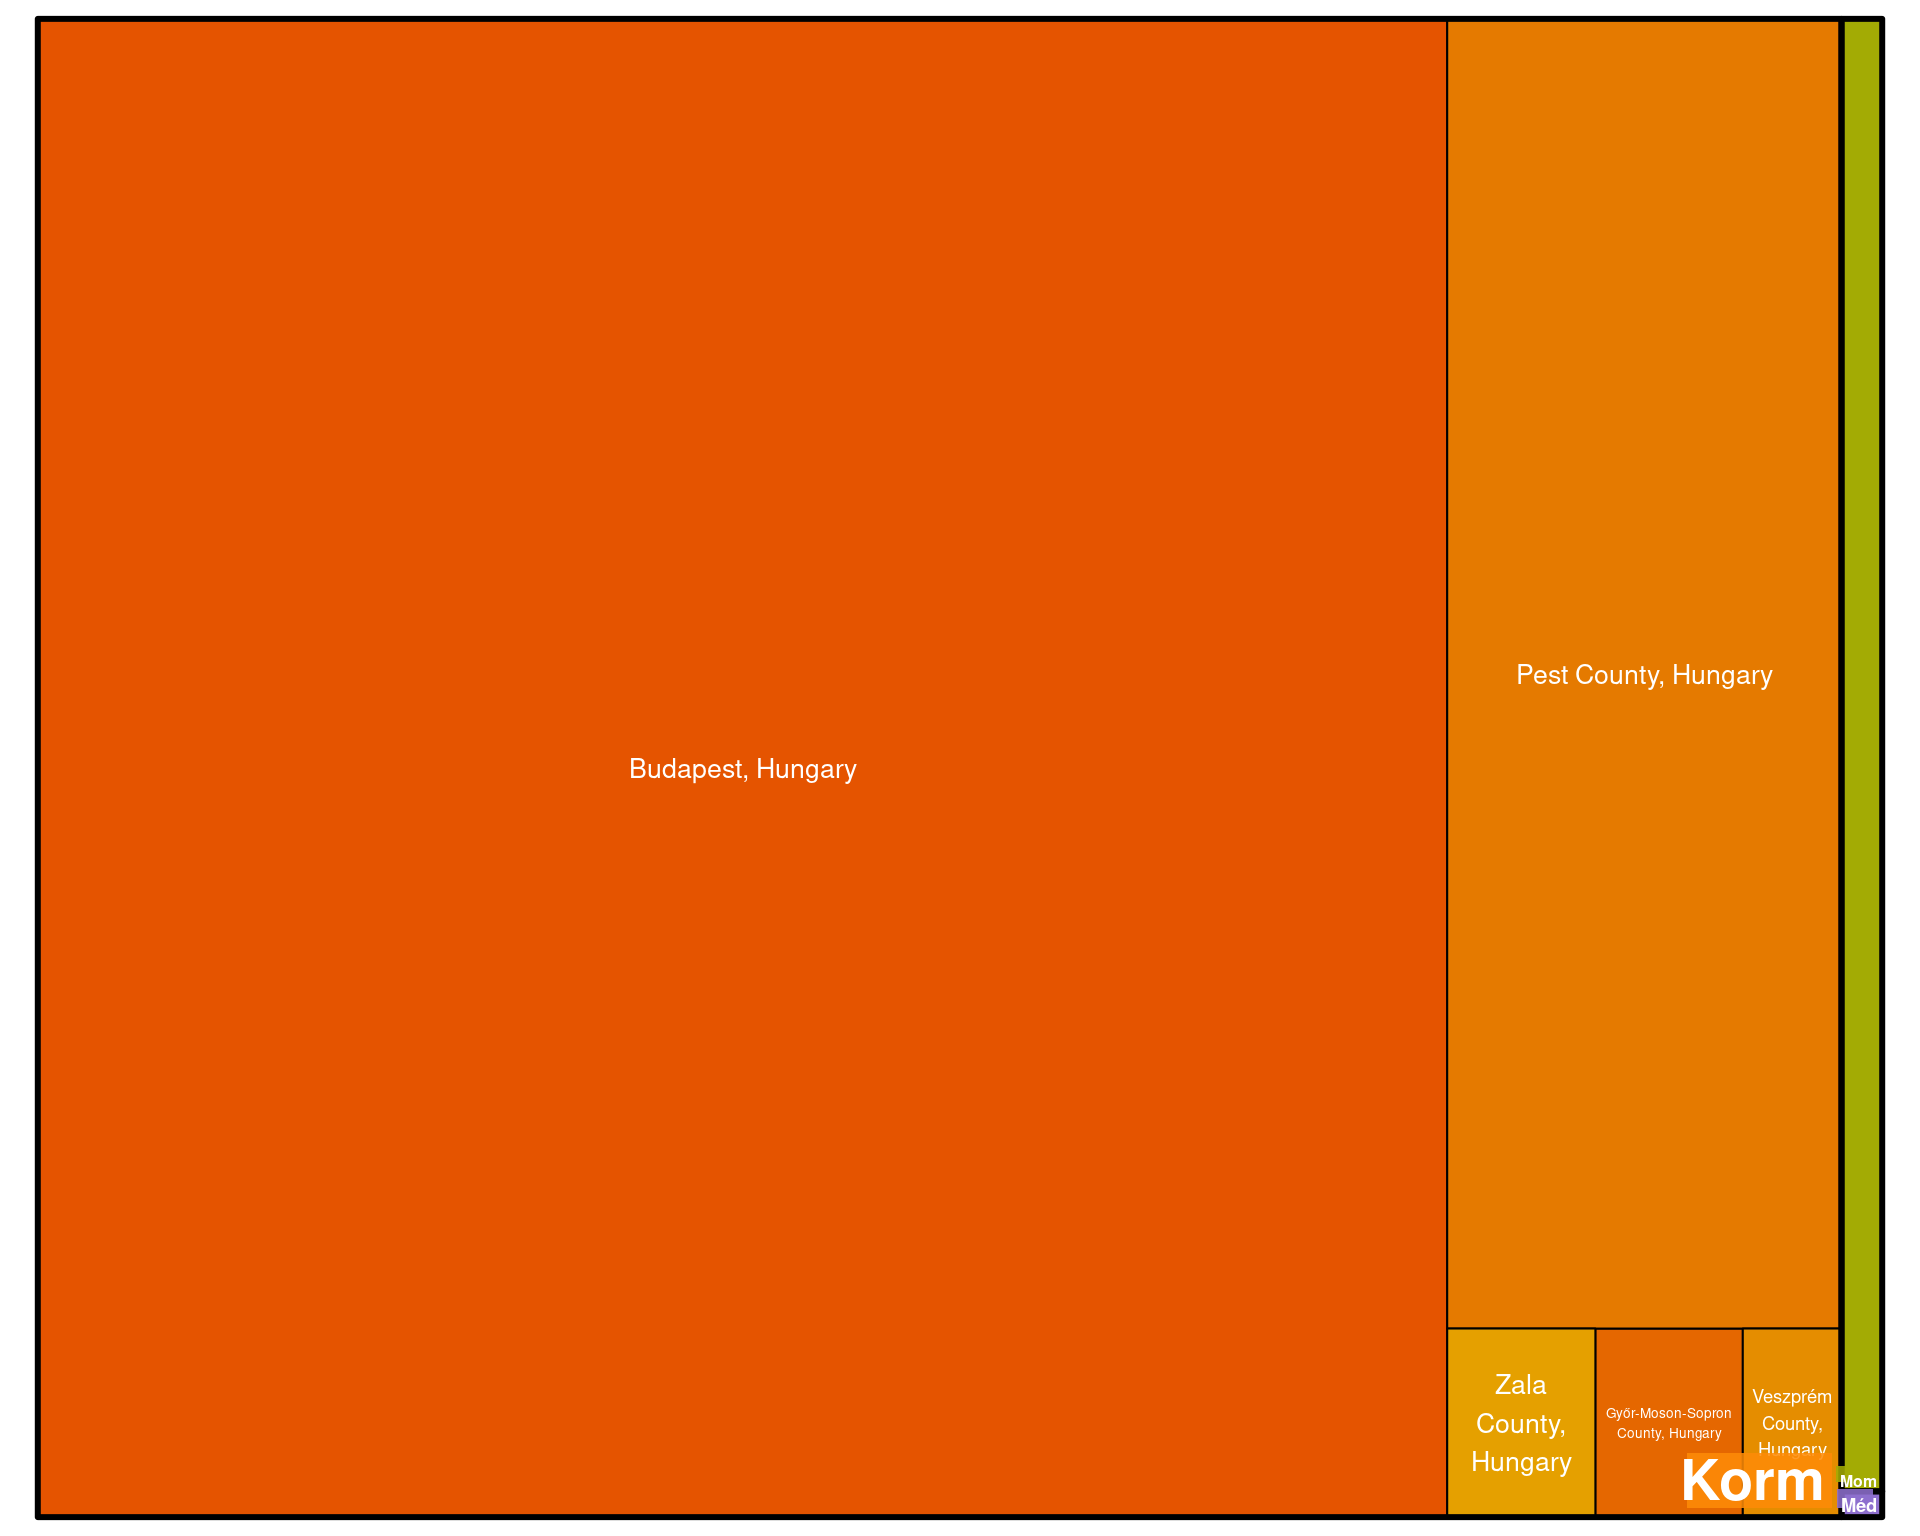 Budapest, Hungary
Pest County, Hungary
Zala
County,
Hungary
Győr-Moson-Sopron
County, Hungary
Veszprém
County,
Hungary
Korm
Mom
Méd